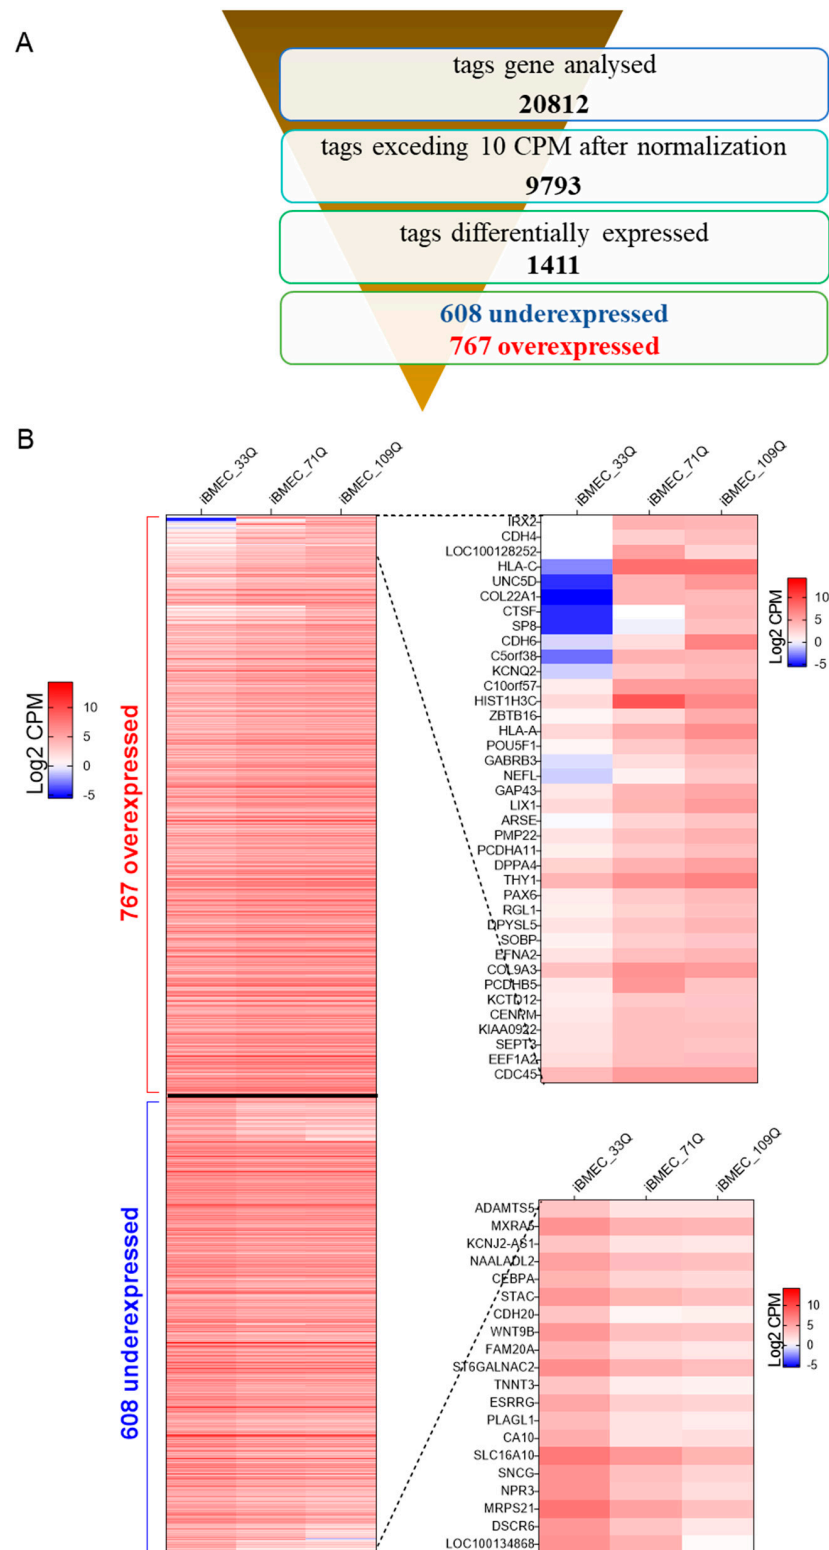 A
tags gene analysed
20812
tags exceding 10 CPM after normalization
9793
tags differentially expressed
1411
608 underexpressed
767 overexpressed
B
iBMEC_33Q
iBMEC_71Q
iBMEC_109Q
iBMEC_33Q
iBMEC_71Q
iBMEC_109Q
767 overexpressed
608 underexpressed
Log2 CPM
10
5
0
-5
IRX2
CDH4
LOC100128252
HLA-C
UNC5D
COL22A1
CTSF
SP8
CDH6
C5orf38
KCNQ2
C10orf57
HIST1H3C
ZBTB16
HLA-A
POU5F1
GABRB3
NEFL
GAP43
LIX1
ARSE
PMP22
PCDHA11
DPPA4
THY1
PAX6
RGL1
DPYSL5
SOBP
EFNA2
COL9A3
PCDHB5
KCTD12
CENPM
KIAA0922
SEPT3
EEF1A2
CDC45
Log2 CPM
10
5
0
-5
iBMEC_33Q
iBMEC_71Q
iBMEC_109Q
ADAMTS5
MXRA5
KCNJ2-AS1
NAALADL2
CEBPA
STAC
CDH20
WNT9B
FAM20A
ST6GALNAC2
TNNT3
ESRRG
PLAGL1
CA10
SLC16A10
SNCG
NPR3
MRPS21
DSCR6
LOC100134868
Log2 CPM
10
5
0
-5